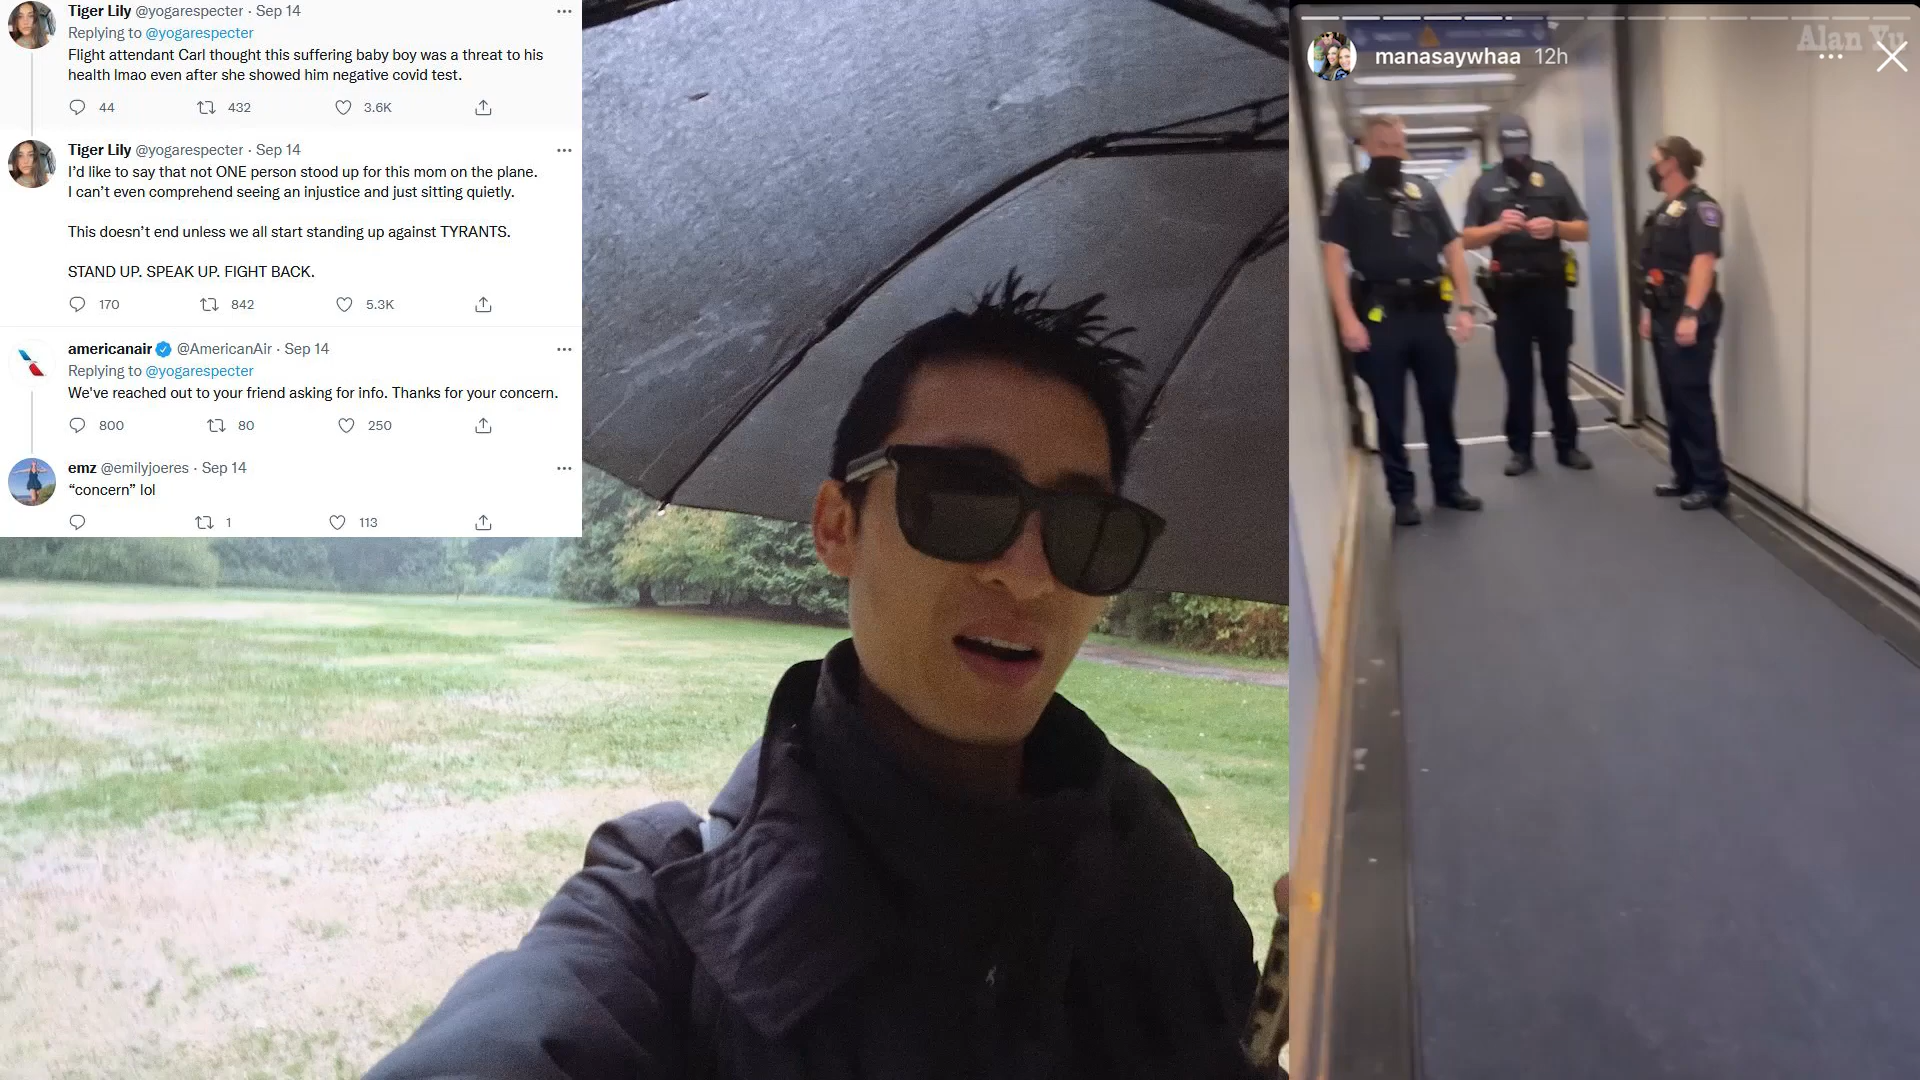 Tiger Lily @yogarespecter · Sep 14
Replying to @yogarespecter
Flight attendant Carl thought this suffering baby boy was a threat to his
health lmao even after she showed him negative covid test.
44 432 3.6K
Tiger Lily @yogarespecter · Sep 14
I’d like to say that not ONE person stood up for this mom on the plane.
I can’t even comprehend seeing an injustice and just sitting quietly.
This doesn’t end unless we all start standing up against TYRANTS.
STAND UP. SPEAK UP. FIGHT BACK.
170 842 5.3K
americanair @AmericanAir · Sep 14
Replying to @yogarespecter
We've reached out to your friend asking for info. Thanks for your concern.
800 80 250
emz @emilyjoeres · Sep 14
“concern” lol
1 113
manasaywhaa 12h
Alan Yu